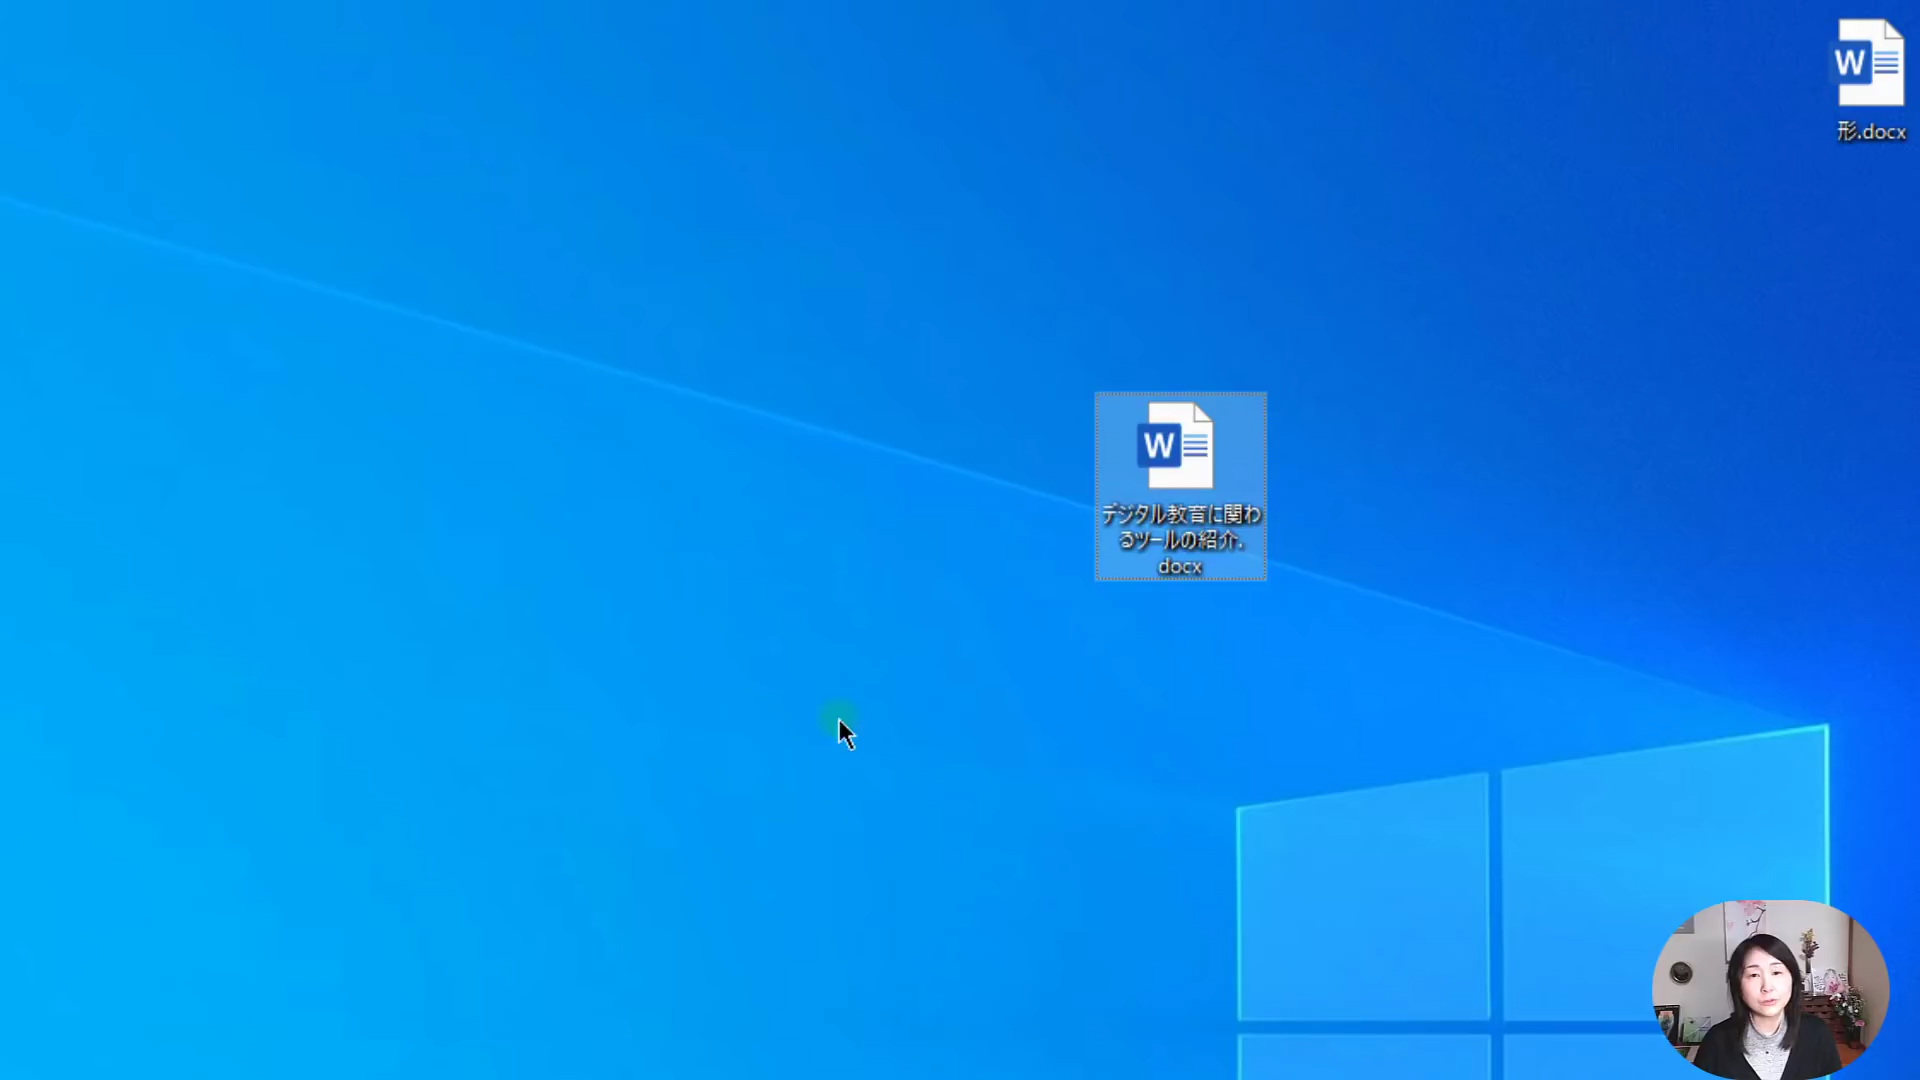 W
形.docx
W
デジタル教育に関わ
るツールの紹介.
docx